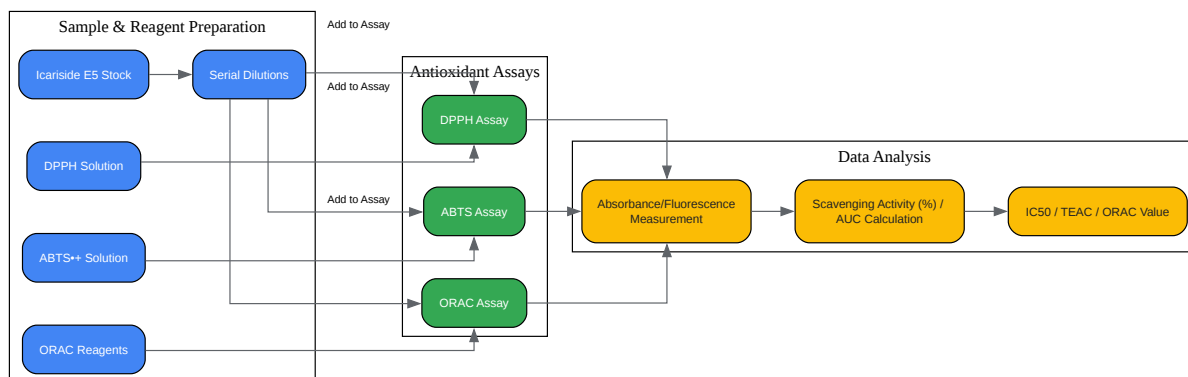 Sample & Reagent Preparation
Icariside E5 Stock
Serial Dilutions
DPPH Solution
ABTS•+ Solution
ORAC Reagents
Add to Assay
Add to Assay
Add to Assay
Antioxidant Assays
DPPH Assay
ABTS Assay
ORAC Assay
Data Analysis
Absorbance/Fluorescence
Measurement
Scavenging Activity (%) /
AUC Calculation
IC50 / TEAC / ORAC Value